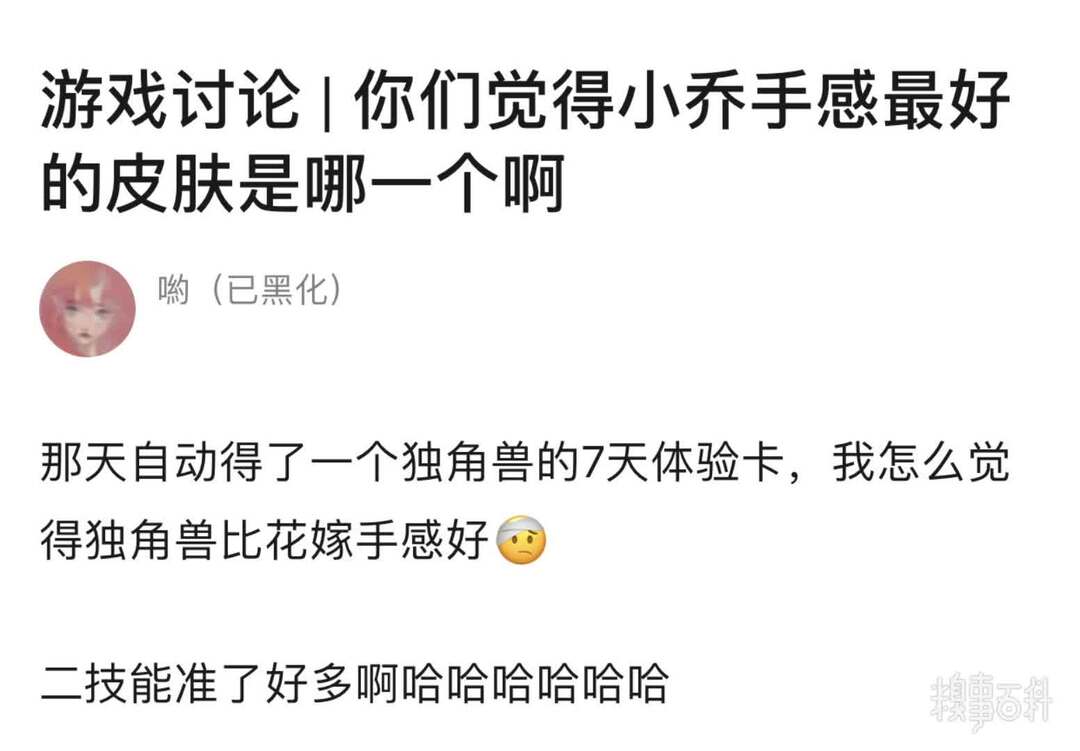 游戏讨论 | 你们觉得小乔手感最好
的皮肤是哪一个啊
哟（已黑化）
那天自动得了一个独角兽的7天体验卡，我怎么觉
得独角兽比花嫁手感好🤕
二技能准了好多啊哈哈哈哈哈哈
糗事百科